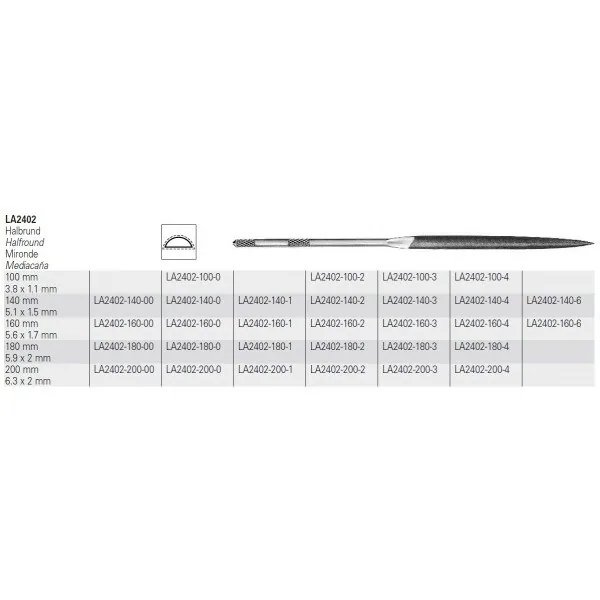 LA2402
Halbrund
Halfround
Mironde
Mediacaña
100 mm
3.8 x 1.1 mm
LA2402-100-0
LA2402-100-2
LA2402-100-3
LA2402-100-4
140 mm
5.1 x 1.5 mm
LA2402-140-00
LA2402-140-0
LA2402-140-1
LA2402-140-2
LA2402-140-3
LA2402-140-4
LA2402-140-6
160 mm
5.6 x 1.7 mm
LA2402-160-00
LA2402-160-0
LA2402-160-1
LA2402-160-2
LA2402-160-3
LA2402-160-4
LA2402-160-6
180 mm
5.9 x 2 mm
LA2402-180-00
LA2402-180-0
LA2402-180-1
LA2402-180-2
LA2402-180-3
LA2402-180-4
200 mm
6.3 x 2 mm
LA2402-200-00
LA2402-200-0
LA2402-200-1
LA2402-200-2
LA2402-200-3
LA2402-200-4